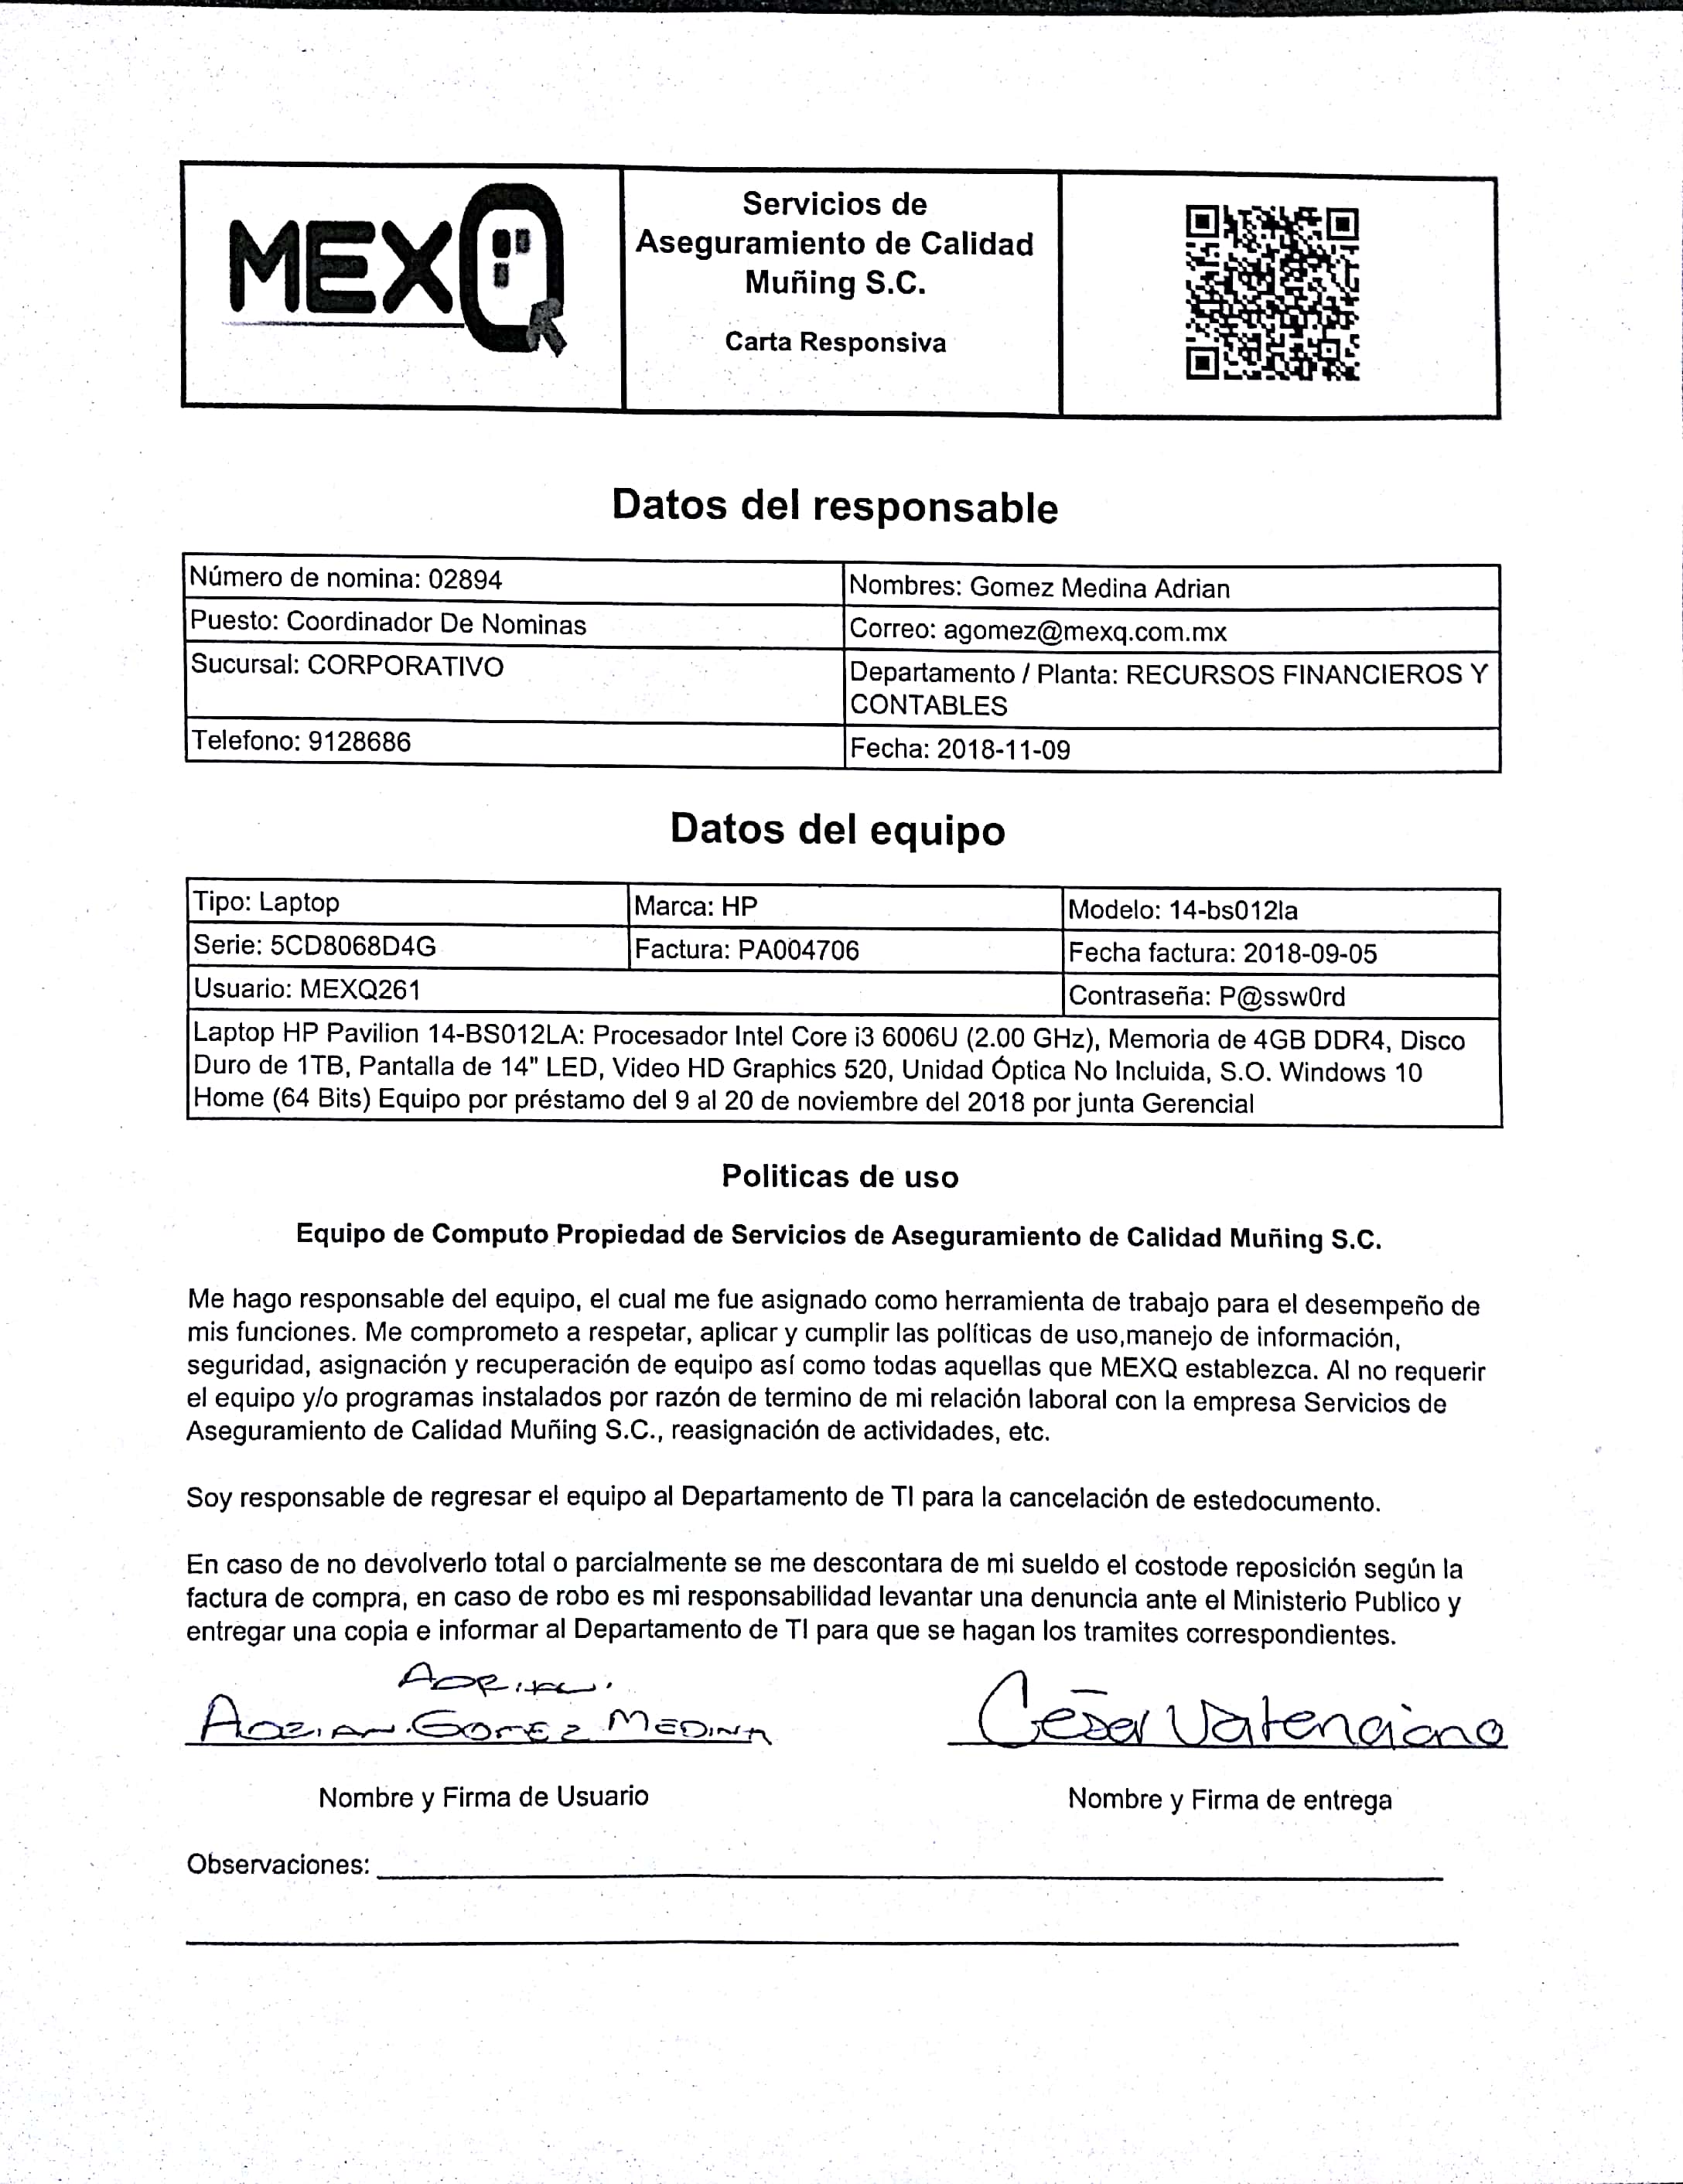 MEXQ
Servicios de
Aseguramiento de Calidad
Muñing S.C.
Carta Responsiva
Datos del responsable
Número de nomina: 02894
Nombres: Gomez Medina Adrian
Puesto: Coordinador De Nominas
Correo: agomez@mexq.com.mx
Sucursal: CORPORATIVO
Departamento / Planta: RECURSOS FINANCIEROS Y
CONTABLES
Telefono: 9128686
Fecha: 2018-11-09
Datos del equipo
Tipo: Laptop
Marca: HP
Modelo: 14-bs012la
Serie: 5CD8068D4G
Factura: PA004706
Fecha factura: 2018-09-05
Usuario: MEXQ261
Contraseña: P@ssw0rd
Laptop HP Pavilion 14-BS012LA: Procesador Intel Core i3 6006U (2.00 GHz), Memoria de 4GB DDR4, Disco
Duro de 1TB, Pantalla de 14" LED, Video HD Graphics 520, Unidad Óptica No Incluida, S.O. Windows 10
Home (64 Bits) Equipo por préstamo del 9 al 20 de noviembre del 2018 por junta Gerencial
Politicas de uso
Equipo de Computo Propiedad de Servicios de Aseguramiento de Calidad Muñing S.C.
Me hago responsable del equipo, el cual me fue asignado como herramienta de trabajo para el desempeño de
mis funciones. Me comprometo a respetar, aplicar y cumplir las políticas de uso,manejo de información,
seguridad, asignación y recuperación de equipo así como todas aquellas que MEXQ establezca. Al no requerir
el equipo y/o programas instalados por razón de termino de mi relación laboral con la empresa Servicios de
Aseguramiento de Calidad Muñing S.C., reasignación de actividades, etc.
Soy responsable de regresar el equipo al Departamento de TI para la cancelación de estedocumento.
En caso de no devolverlo total o parcialmente se me descontara de mi sueldo el costode reposición según la
factura de compra, en caso de robo es mi responsabilidad levantar una denuncia ante el Ministerio Publico y
entregar una copia e informar al Departamento de TI para que se hagan los tramites correspondientes.
ADRIAN.
ADRIAN. GOMEZ MEDINA
César Valenciano
Nombre y Firma de Usuario
Nombre y Firma de entrega
Observaciones: